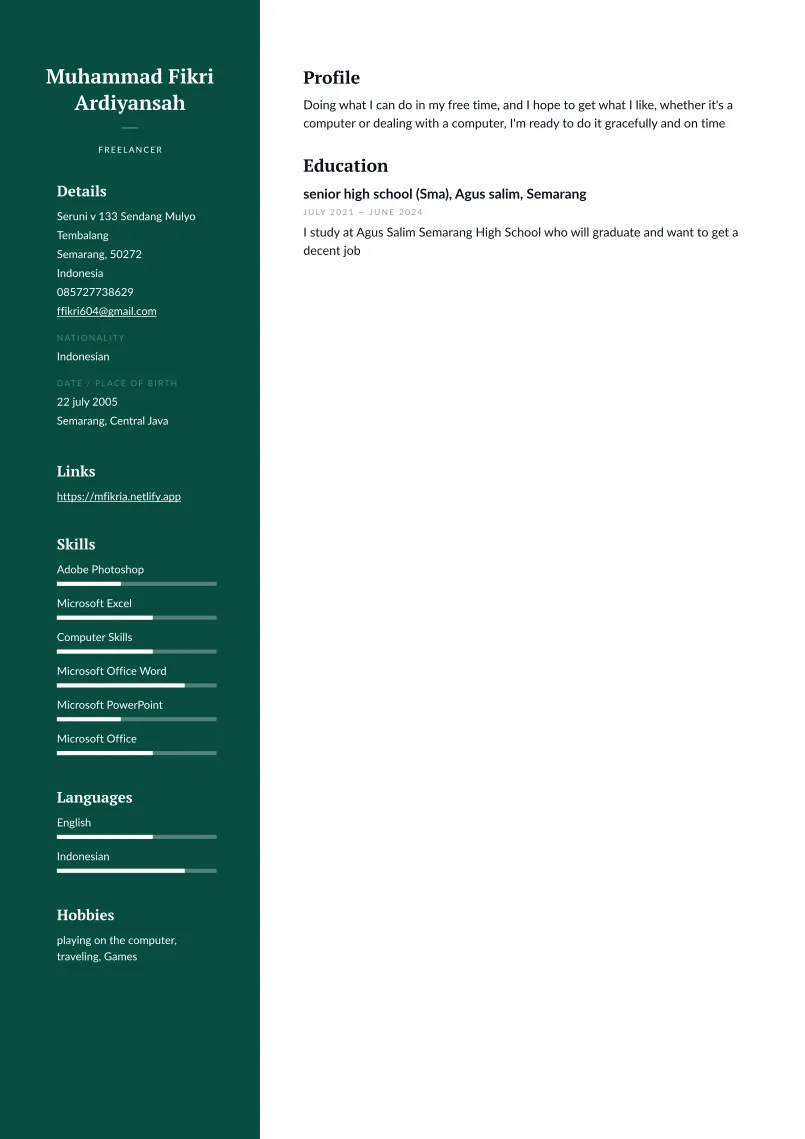 Muhammad Fikri
Ardiyansah
FREELANCER
Details
Seruni v 133 Sendang Mulyo
Tembalang
Semarang, 50272
Indonesia
085727738629
ffikri604@gmail.com
NATIONALITY
Indonesian
DATE / PLACE OF BIRTH
22 july 2005
Semarang, Central Java
Links
https://mfikria.netlify.app
Skills
Adobe Photoshop
Microsoft Excel
Computer Skills
Microsoft Office Word
Microsoft PowerPoint
Microsoft Office
Languages
English
Indonesian
Hobbies
playing on the computer,
traveling, Games
Profile
Doing what I can do in my free time, and I hope to get what I like, whether it's a
computer or dealing with a computer, I'm ready to do it gracefully and on time
Education
senior high school (Sma), Agus salim, Semarang
JULY 2021 — JUNE 2024
I study at Agus Salim Semarang High School who will graduate and want to get a
decent job